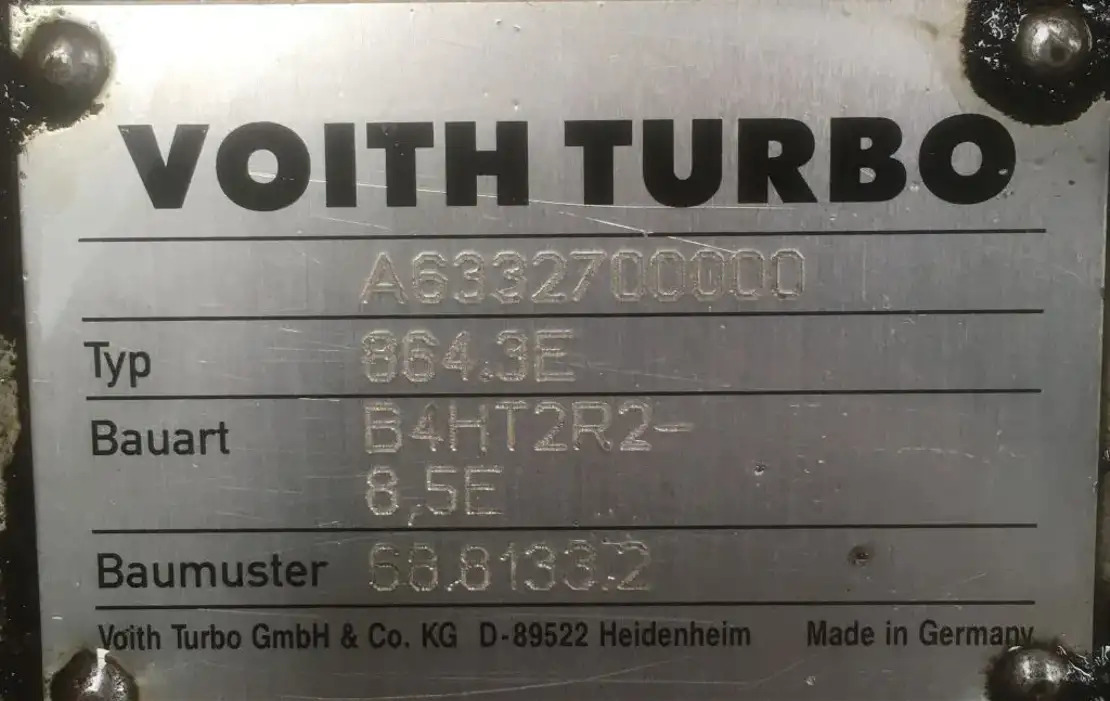 VOITH TURBO
A6332700000
Typ 864.3E
Bauart B4HT2R2-
8,5E
Baumuster 68.8133.2
Voith Turbo GmbH & Co. KG D-89522 Heidenheim Made in Germany